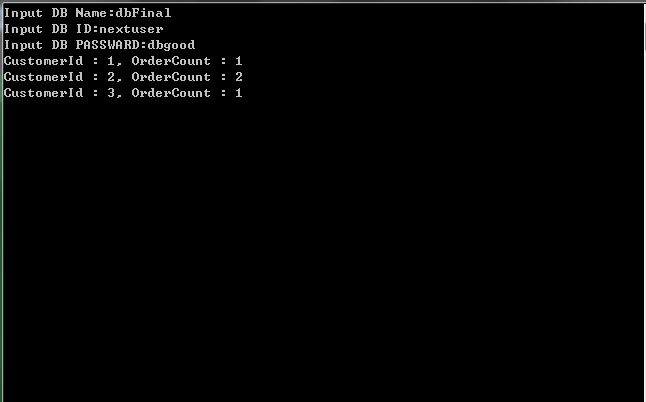 Input DB Name:dbFinal
Input DB ID:nextuser
Input DB PASSWARD:dbgood
CustomerId : 1, OrderCount : 1
CustomerId : 2, OrderCount : 2
CustomerId : 3, OrderCount : 1